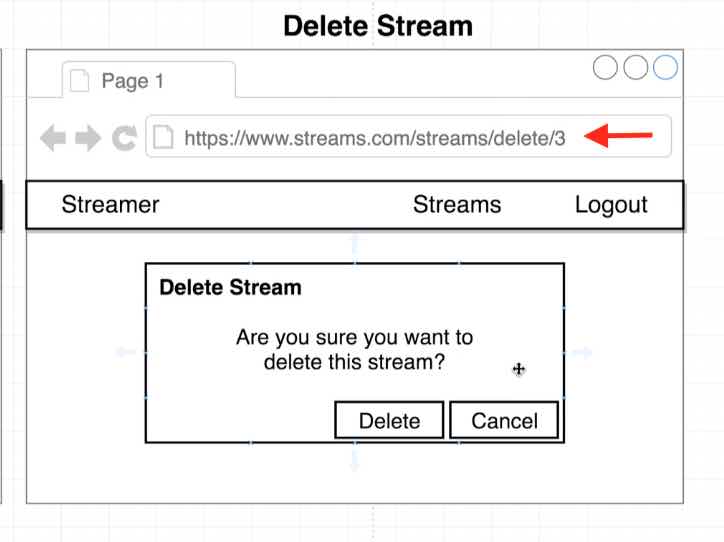 Delete Stream
Page 1
https://www.streams.com/streams/delete/3
Streamer Streams Logout
Delete Stream
Are you sure you want to
delete this stream?
Delete Cancel